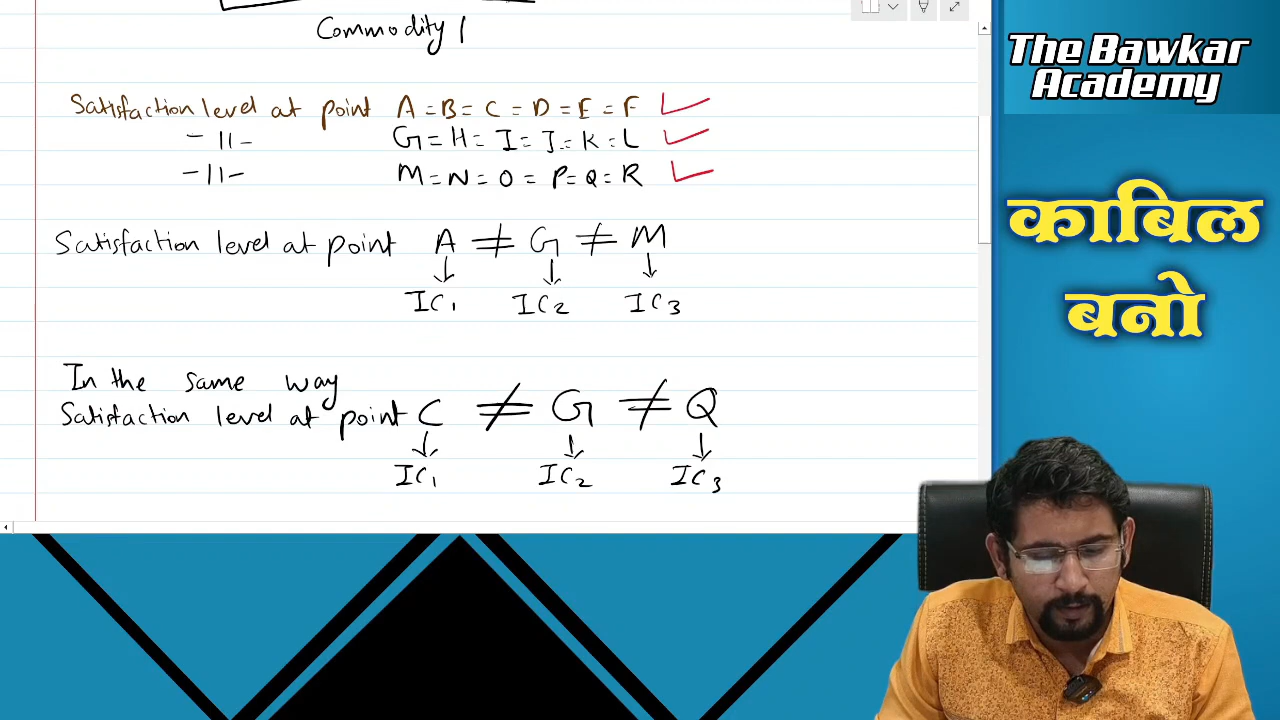 Commodity 1
Satisfaction level at point A = B = C = D = E = F
-11- G = H = I = J = K = L
-11- M = N = O = P = Q = R
Satisfaction level at point A ≠ G ≠ M
IC1 IC2 IC3
In the same way
Satisfaction level at point C ≠ G ≠ Q
IC1 IC2 IC3
The Bawkar
Academy
काबिल
बनो